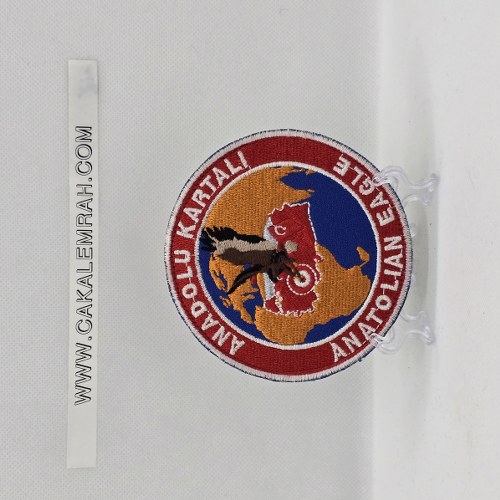 WWW.CAKALEMRAH.COM
ANADOLU KARTALI
ANATOLIAN EAGLE